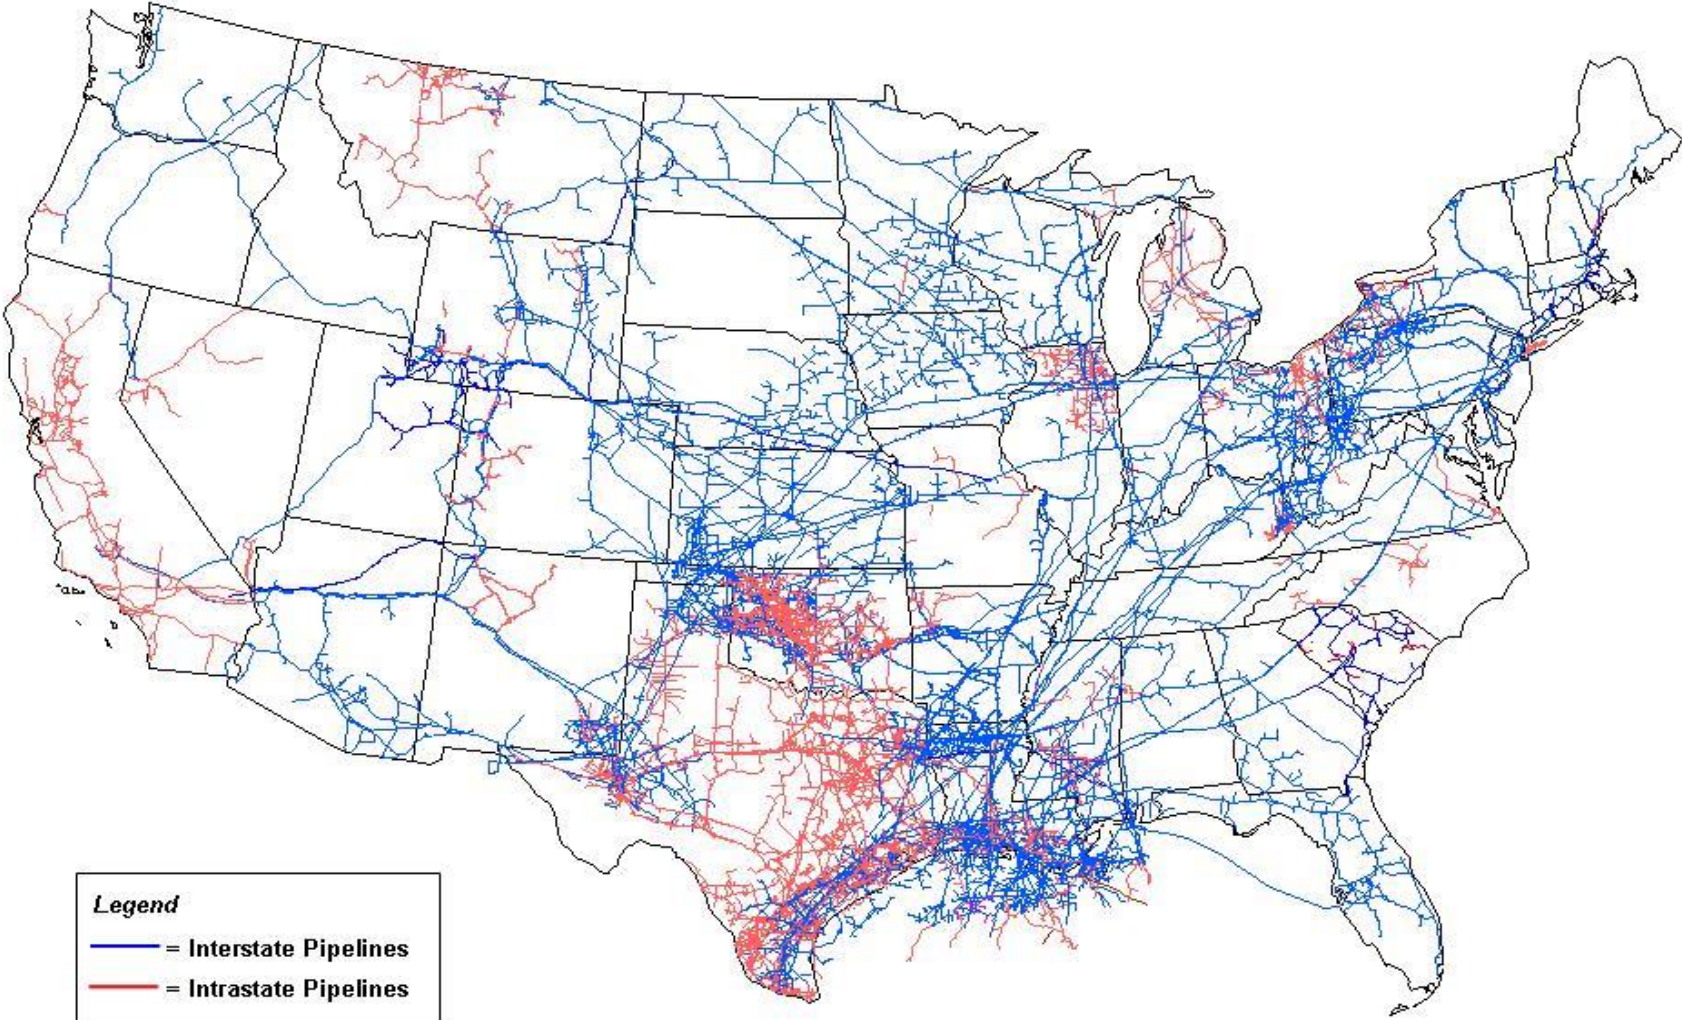 Legend
= Interstate Pipelines
= Intrastate Pipelines